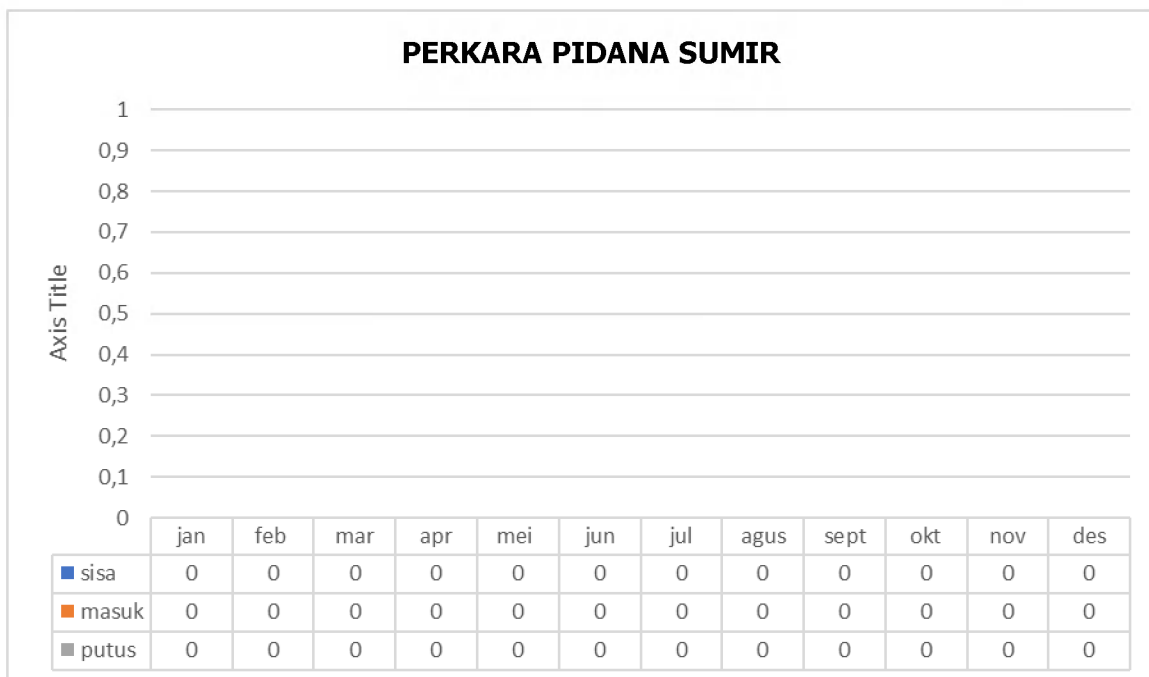 PERKARA PIDANA SUMIR
1
0,9
0,8
0,7
0,6
0,5
0,4
0,3
0,2
0,1
0
Axis Title
jan feb mar apr mei jun jul agus sept okt nov des
sisa 0 0 0 0 0 0 0 0 0 0 0 0
masuk 0 0 0 0 0 0 0 0 0 0 0 0
putus 0 0 0 0 0 0 0 0 0 0 0 0